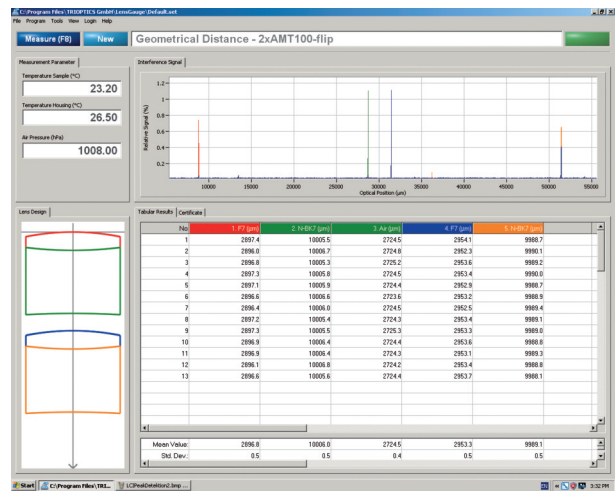 C:\Program Files\TRIOPTICS GmbH\LensGauge\Default.set
File Program Tools View Login Help
Measure (F8) New Geometrical Distance - 2xAMT100-flip
Measurement Parameter
Temperature Sample (°C)
23.20
Temperature Housing (°C)
26.50
Air Pressure (hPa)
1008.00
Interference Signal
Relative Signal (%)
1.2
1
0.8
0.6
0.4
0.2
10000 15000 20000 25000 30000 35000 40000 45000 50000 55000
Optical Position (µm)
Lens Design
Tabular Results Certificate
No 1. F7 (µm) 2. N-BK7 (µm) 3. Air (µm) 4. F7 (µm) 5. N-BK7 (µm)
1 2897.4 10005.5 2724.5 2954.1 9988.7
2 2896.0 10006.7 2724.8 2952.3 9990.1
3 2896.8 10005.3 2725.2 2953.6 9989.2
4 2897.3 10005.8 2724.5 2953.4 9990.0
5 2897.1 10005.9 2724.4 2952.9 9988.7
6 2896.6 10006.6 2723.6 2953.2 9988.9
7 2896.4 10006.0 2724.5 2952.5 9989.4
8 2897.2 10005.4 2724.3 2953.4 9989.1
9 2897.3 10005.5 2725.3 2953.3 9989.0
10 2896.9 10006.4 2724.4 2953.6 9988.8
11 2896.9 10006.4 2724.3 2953.1 9989.3
12 2896.1 10006.8 2724.2 2953.4 9988.8
13 2896.6 10005.6 2724.4 2953.7 9988.1
Mean Value: 2896.8 10006.0 2724.5 2953.3 9989.1
Std. Dev.: 0.5 0.5 0.4 0.5 0.5
Start C:\Program Files\TRI... LCIPeakDetektion2.bmp ... EN 3:32 PM